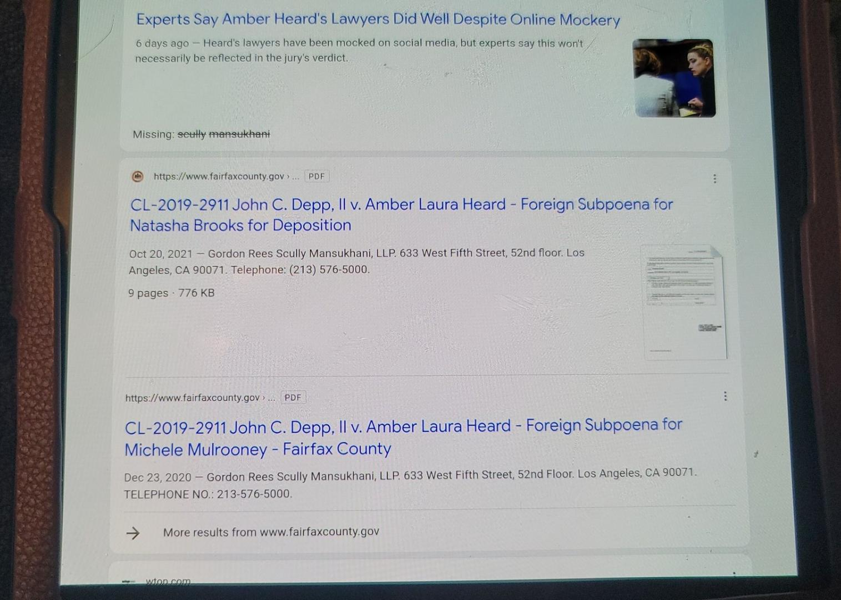 Experts Say Amber Heard's Lawyers Did Well Despite Online Mockery
6 days ago — Heard's lawyers have been mocked on social media, but experts say this won't
necessarily be reflected in the jury's verdict.
Missing: scully mansukhani
https://www.fairfaxcounty.gov › ... PDF
CL-2019-2911 John C. Depp, II v. Amber Laura Heard - Foreign Subpoena for
Natasha Brooks for Deposition
Oct 20, 2021 — Gordon Rees Scully Mansukhani, LLP. 633 West Fifth Street, 52nd floor. Los
Angeles, CA 90071. Telephone: (213) 576-5000.
9 pages · 776 KB
https://www.fairfaxcounty.gov › ... PDF
CL-2019-2911 John C. Depp, II v. Amber Laura Heard - Foreign Subpoena for
Michele Mulrooney - Fairfax County
Dec 23, 2020 — Gordon Rees Scully Mansukhani, LLP. 633 West Fifth Street, 52nd Floor. Los Angeles, CA 90071.
TELEPHONE NO.: 213-576-5000.
More results from www.fairfaxcounty.gov
wtop.com